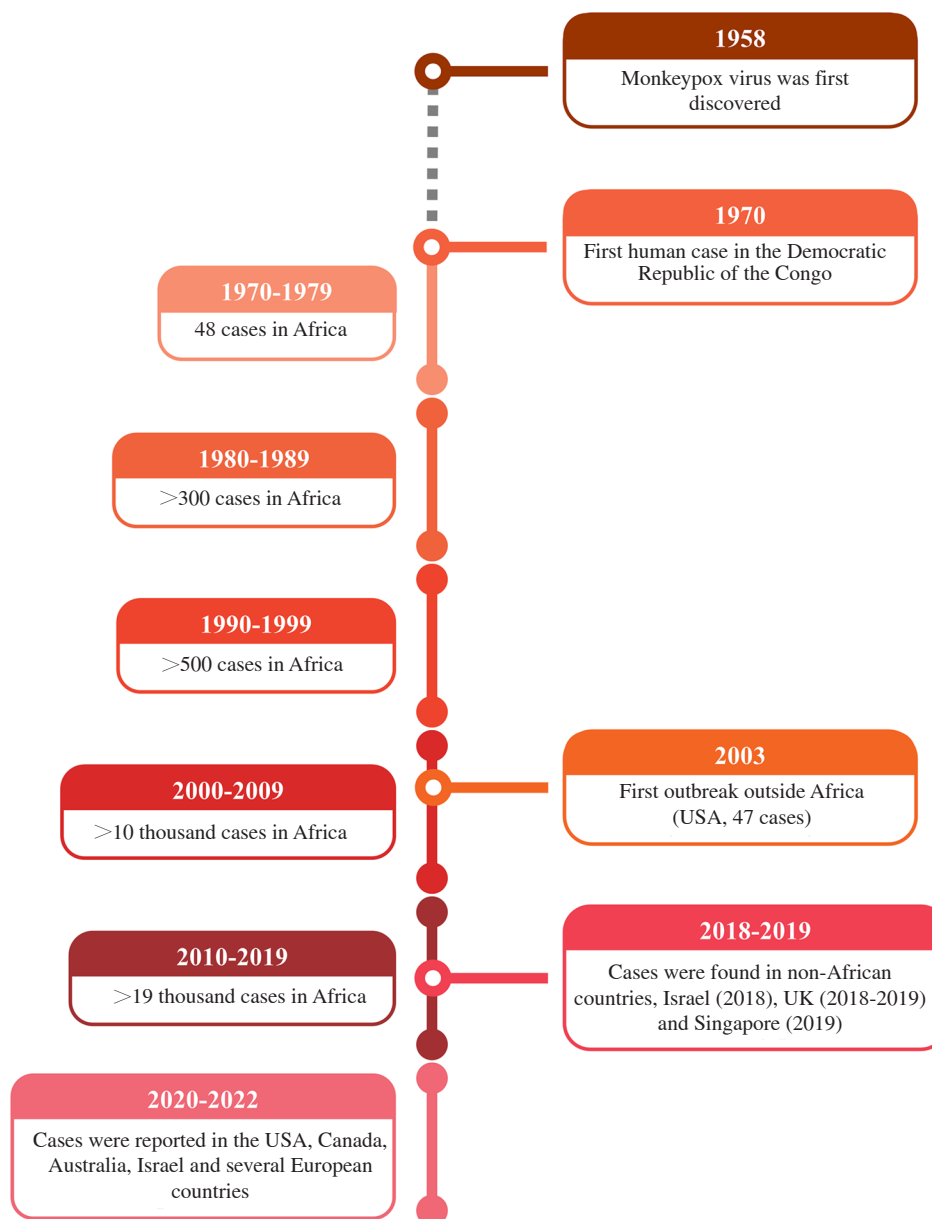 1958
Monkeypox virus was first
discovered
1970
First human case in the Democratic
Republic of the Congo
1970-1979
48 cases in Africa
1980-1989
>300 cases in Africa
1990-1999
>500 cases in Africa
2003
First outbreak outside Africa
(USA, 47 cases)
2000-2009
>10 thousand cases in Africa
2018-2019
Cases were found in non-African
countries, Israel (2018), UK (2018-2019)
and Singapore (2019)
2010-2019
>19 thousand cases in Africa
2020-2022
Cases were reported in the USA, Canada,
Australia, Israel and several European
countries